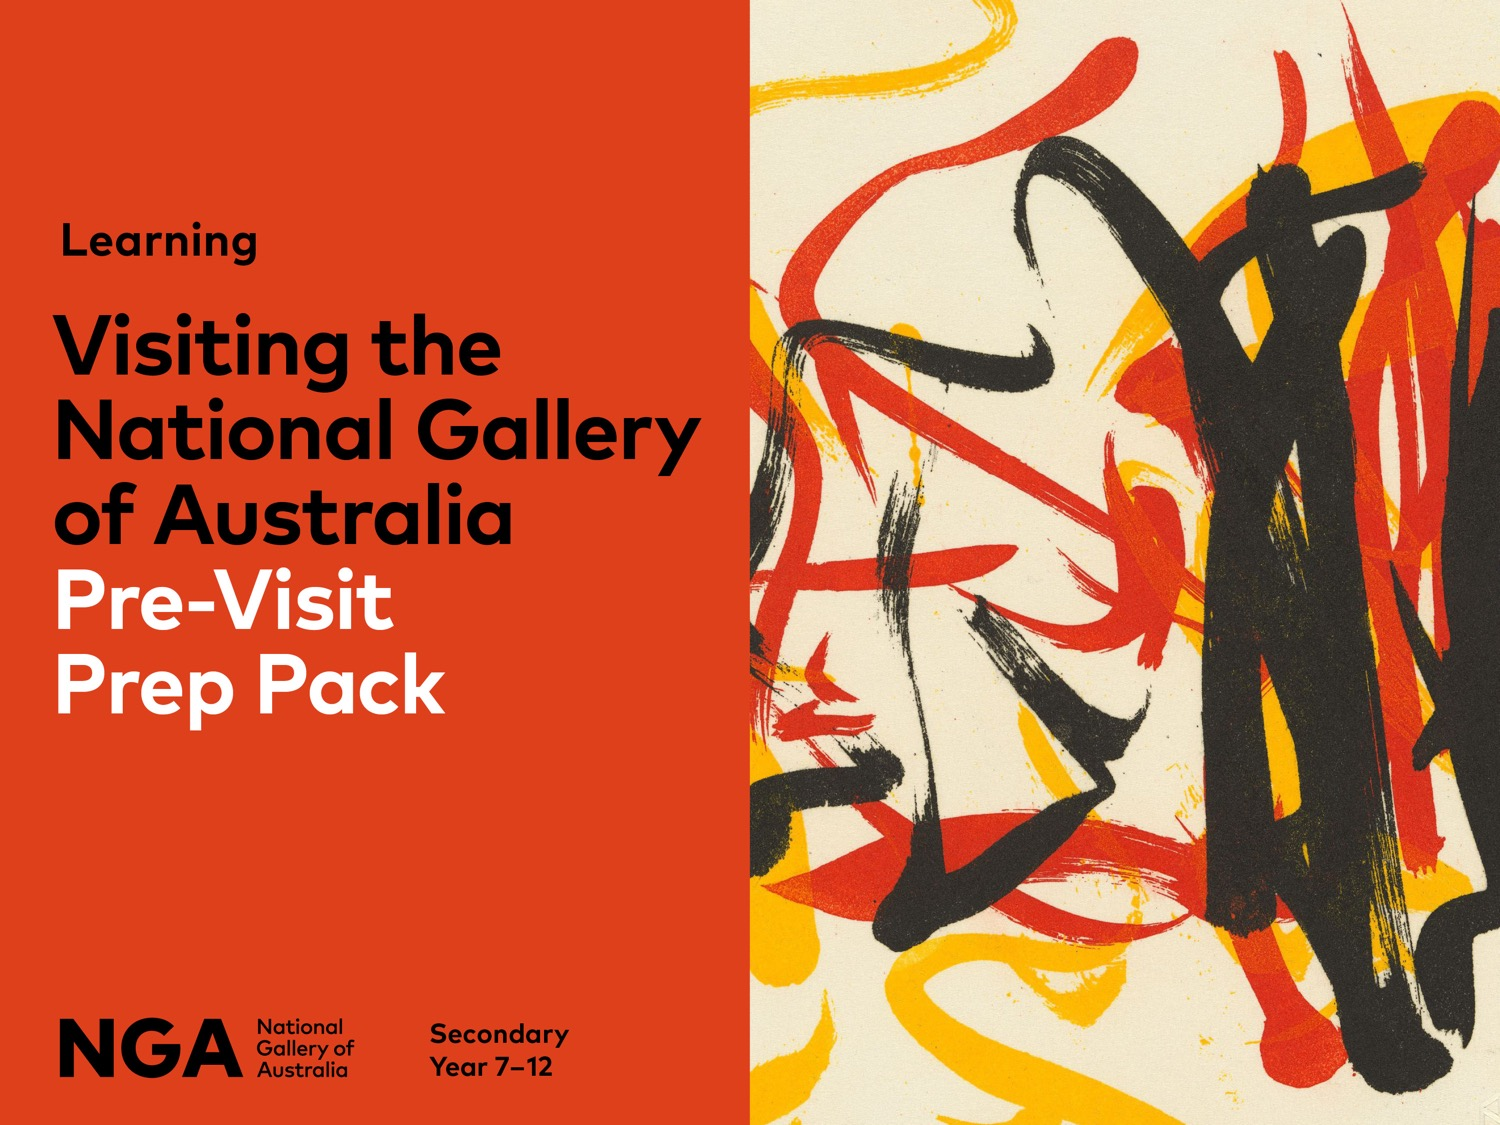 Learning
Visiting the
National Gallery
of Australia
Pre-Visit
Prep Pack
NGA
National
Gallery of
Australia
Secondary
Year 7–12